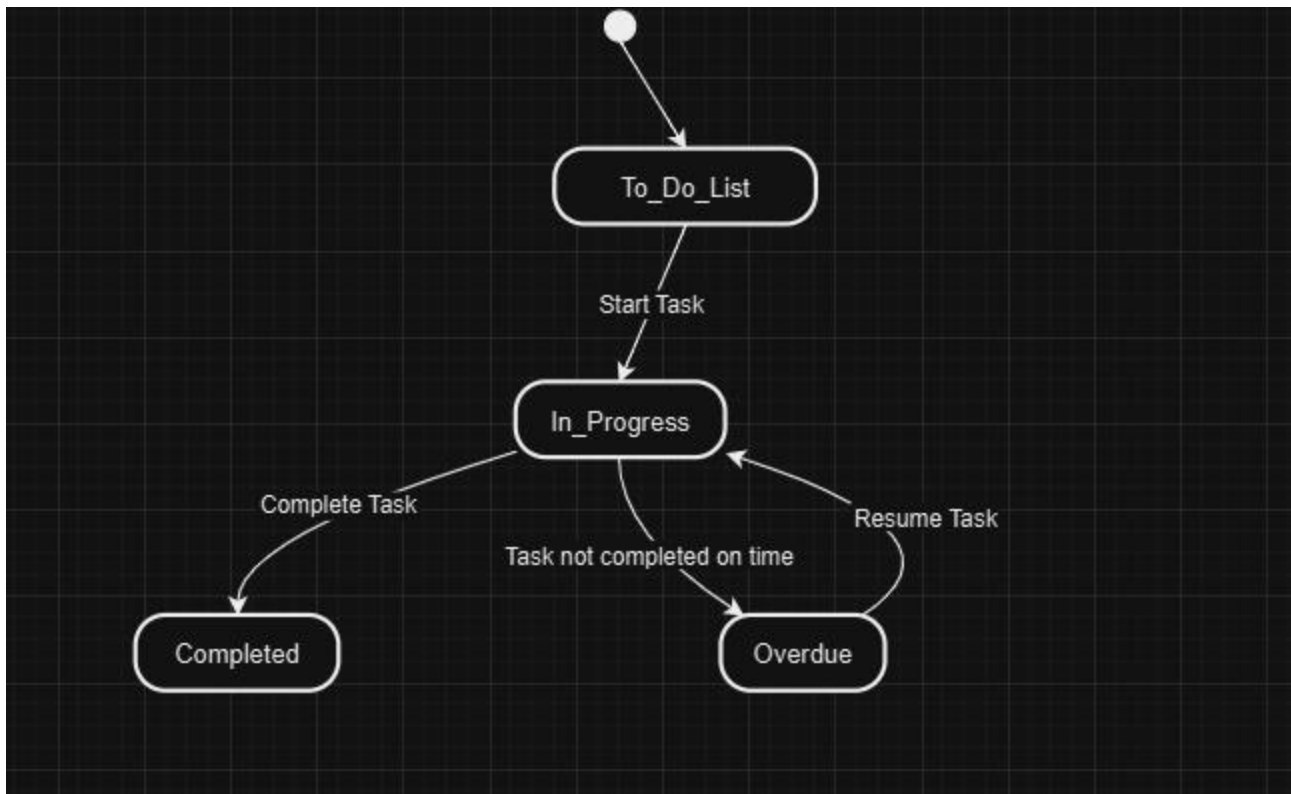 To_Do_List
Start Task
In_Progress
Complete Task
Resume Task
Task not completed on time
Completed
Overdue